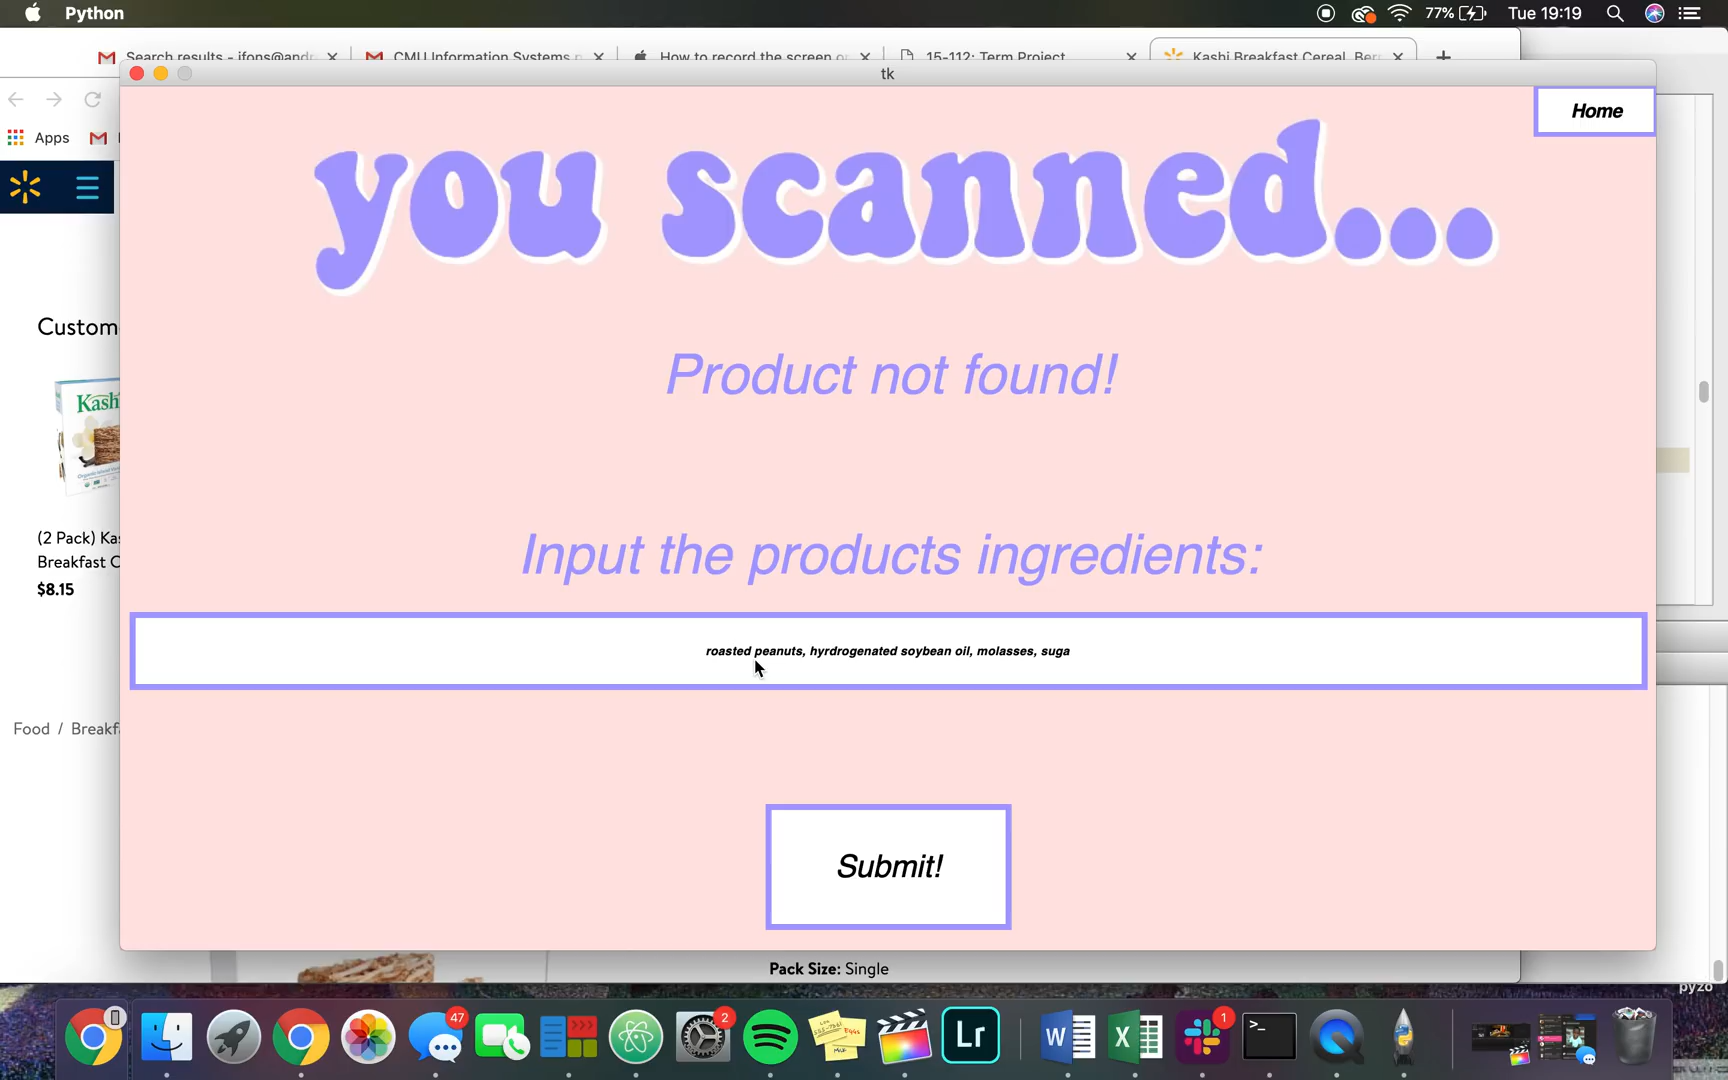 Python
77%
Tue 19:19
Search results - ifons@andr
CMU Information Systems
How to record the screen o
15-112: Term Project
Kashi Breakfast Cereal, Ber
tk
Apps
Home
you scanned...
Product not found!
Input the products ingredients:
roasted peanuts, hyrdrogenated soybean oil, molasses, suga
Submit!
Custom
Kash
(2 Pack) Kas
Breakfast C
$8.15
Food / Breakfa
Pack Size: Single
pyzo
47
2
1
Lr